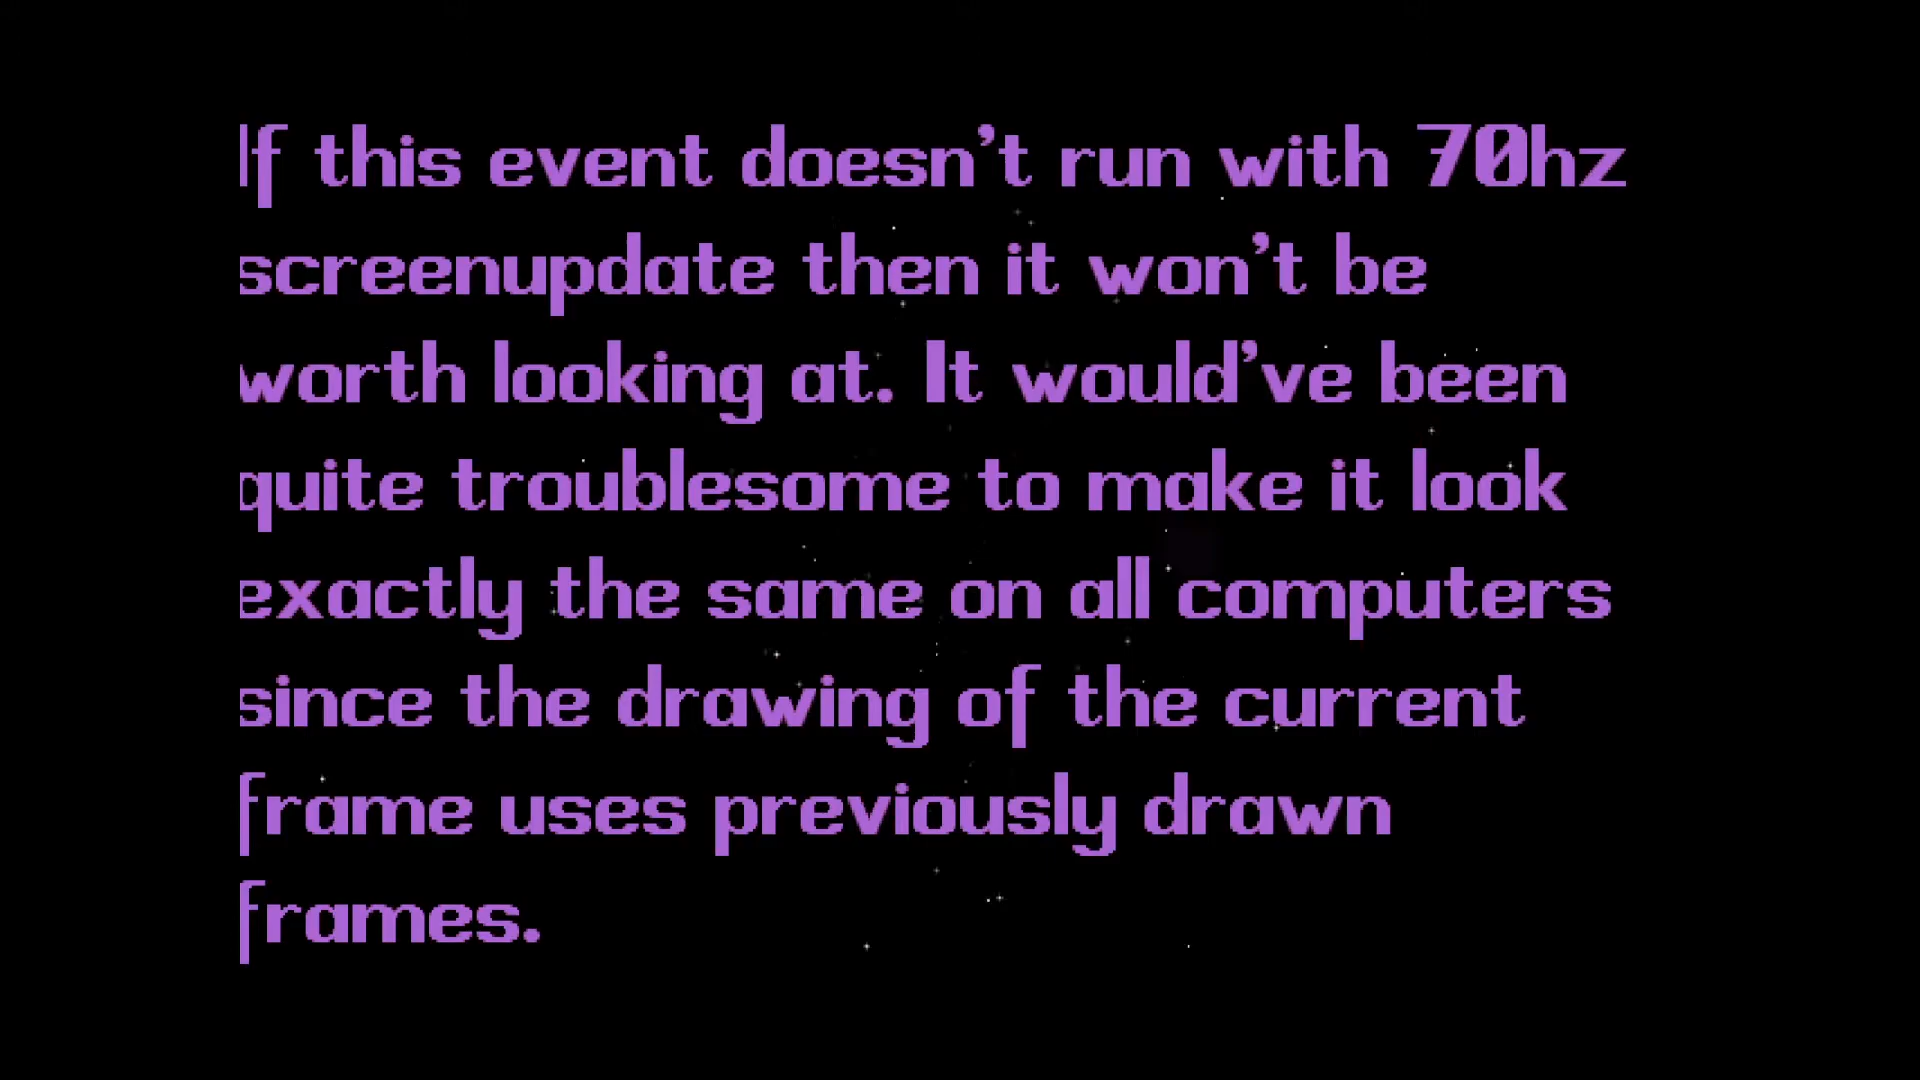 If this event doesn't run with 70hz
screenupdate then it won't be
worth looking at. It would've been
quite troublesome to make it look
exactly the same on all computers
since the drawing of the current
frame uses previously drawn
frames.